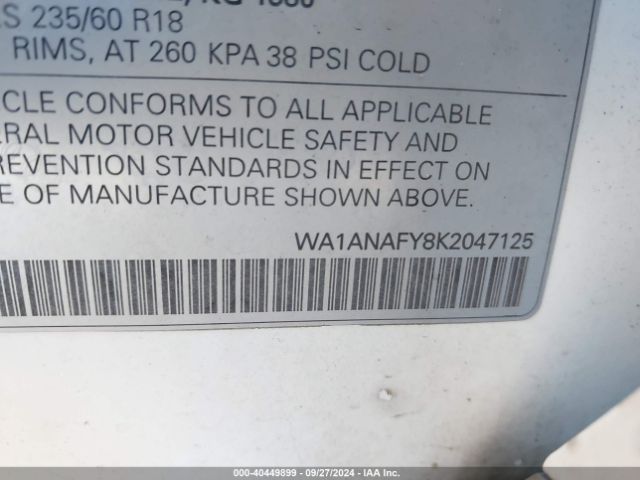 S 235/60 R18
RIMS, AT 260 KPA 38 PSI COLD
CLE CONFORMS TO ALL APPLICABLE
ERAL MOTOR VEHICLE SAFETY AND
REVENTION STANDARDS IN EFFECT ON
E OF MANUFACTURE SHOWN ABOVE.
WA1ANAFY8K2047125
000-40449899 | 09/27/2024 - IAA Inc.